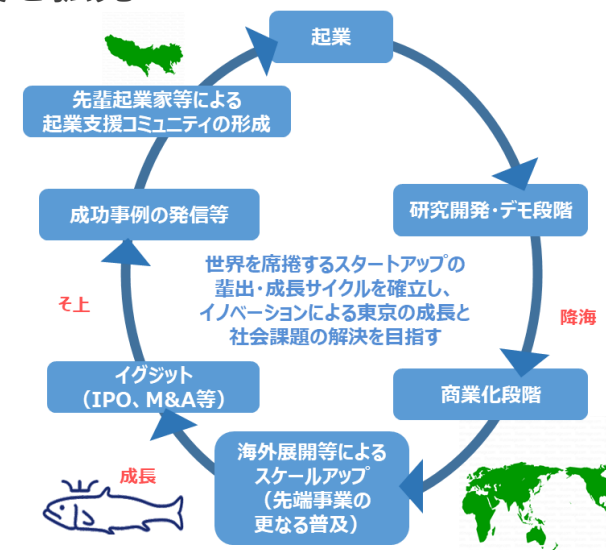 起業
先輩起業家等による
起業支援コミュニティの形成
成功事例の発信等
研究開発・デモ段階
世界を席捲するスタートアップの
輩出・成長サイクルを確立し、
イノベーションによる東京の成長と
社会課題の解決を目指す
そ上
降海
イグジット
（IPO、M&A等）
商業化段階
海外展開等による
スケールアップ
（先端事業の
更なる普及）
成長